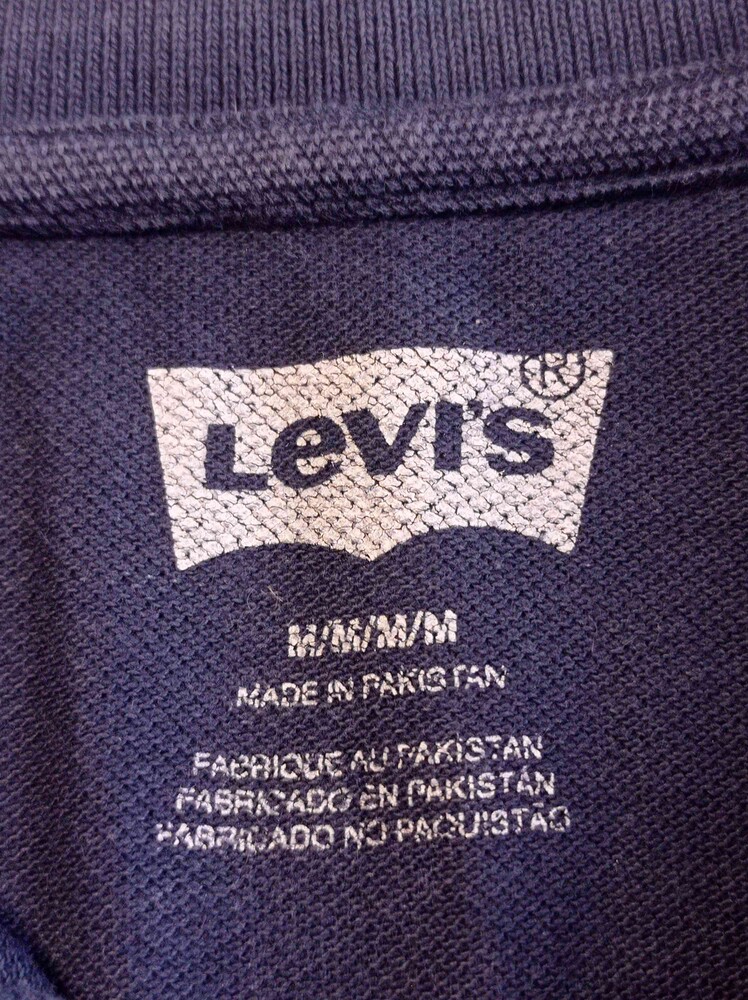 Levi's ®
M/M/M/M
MADE IN PAKISTAN
FABRIQUE AU PAKISTAN
FABRICADO EN PAKISTÁN
FABRICADO NO PAQUISTÃO